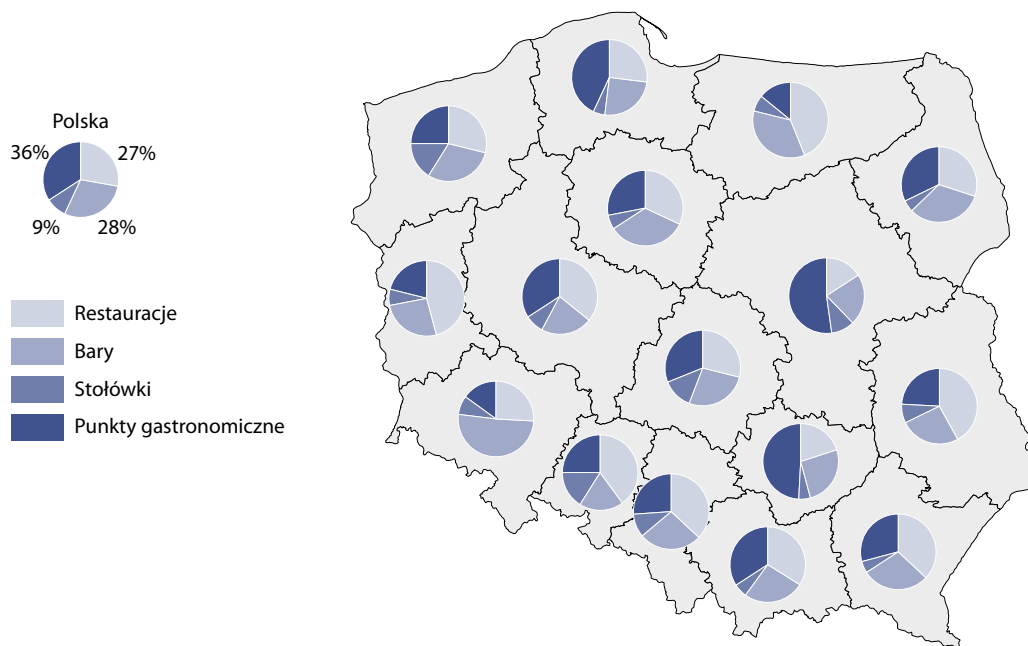 Polska
36%
27%
9%
28%
Restauracje
Bary
Stołówki
Punkty gastronomiczne